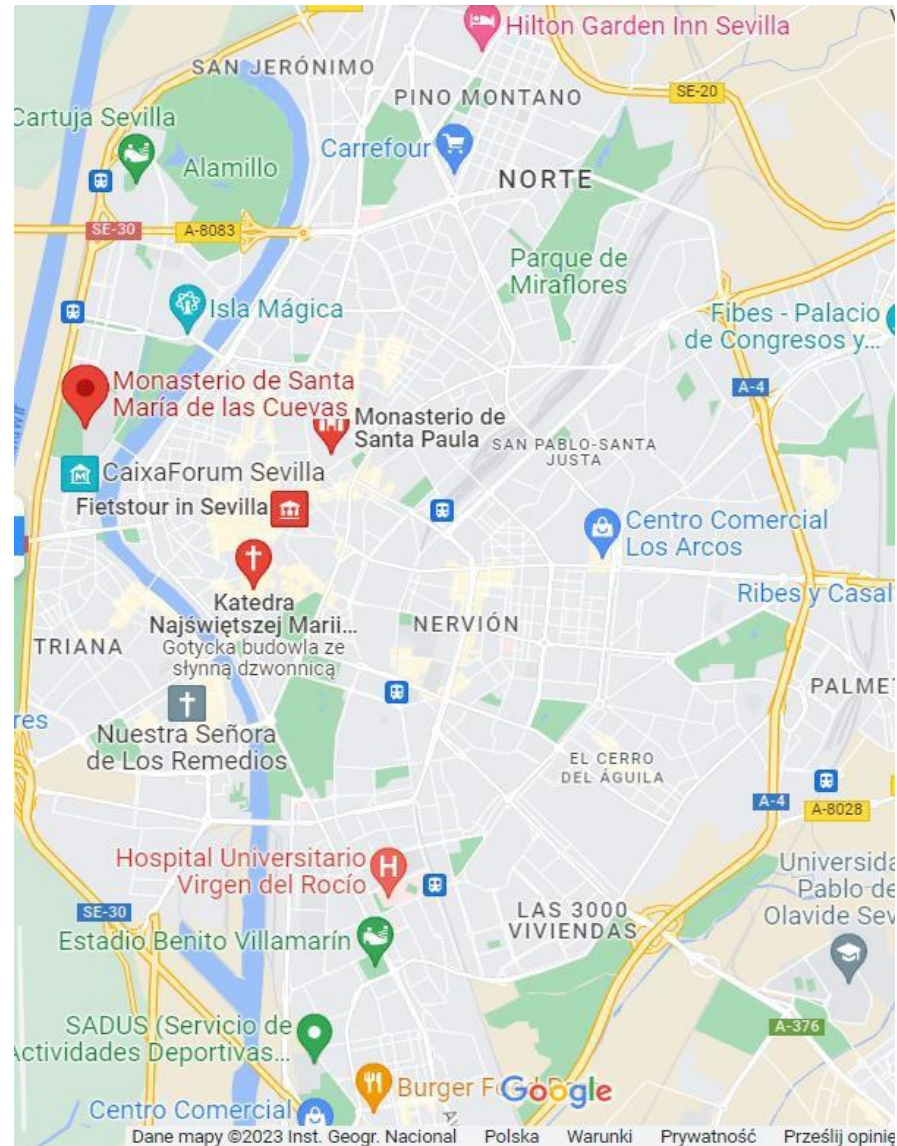 Hilton Garden Inn Sevilla
SAN JERÓNIMO
PINO MONTANO
SE-20
Cartuja Sevilla
Carrefour
Alamillo
NORTE
SE-30
A-8083
Parque de
Miraflores
Isla Mágica
Fibes - Palacio
de Congresos y...
Monasterio de Santa
María de las Cuevas
A-4
Monasterio de
Santa Paula
SAN PABLO-SANTA
JUSTA
CaixaForum Sevilla
Fietstour in Sevilla
Centro Comercial
Los Arcos
Ribes y Casal
Katedra
Najświętszej Marii...
Gotycka budowla ze
słynną dzwonnicą
NERVIÓN
TRIANA
PALME
res
Nuestra Señora
de Los Remedios
EL CERRO
DEL ÁGUILA
A-4
A-8028
Hospital Universitario
Virgen del Rocío
H
Universida
Pablo de
Olavide Sev
SE-30
LAS 3000
VIVIENDAS
Estadio Benito Villamarín
SADUS (Servicio de
Actividades Deportivas...
A-376
Burger F
Google
Centro Comercial
Dane mapy ©2023 Inst. Geogr. Nacional Polska Warunki Prywatność Prześlij opinie